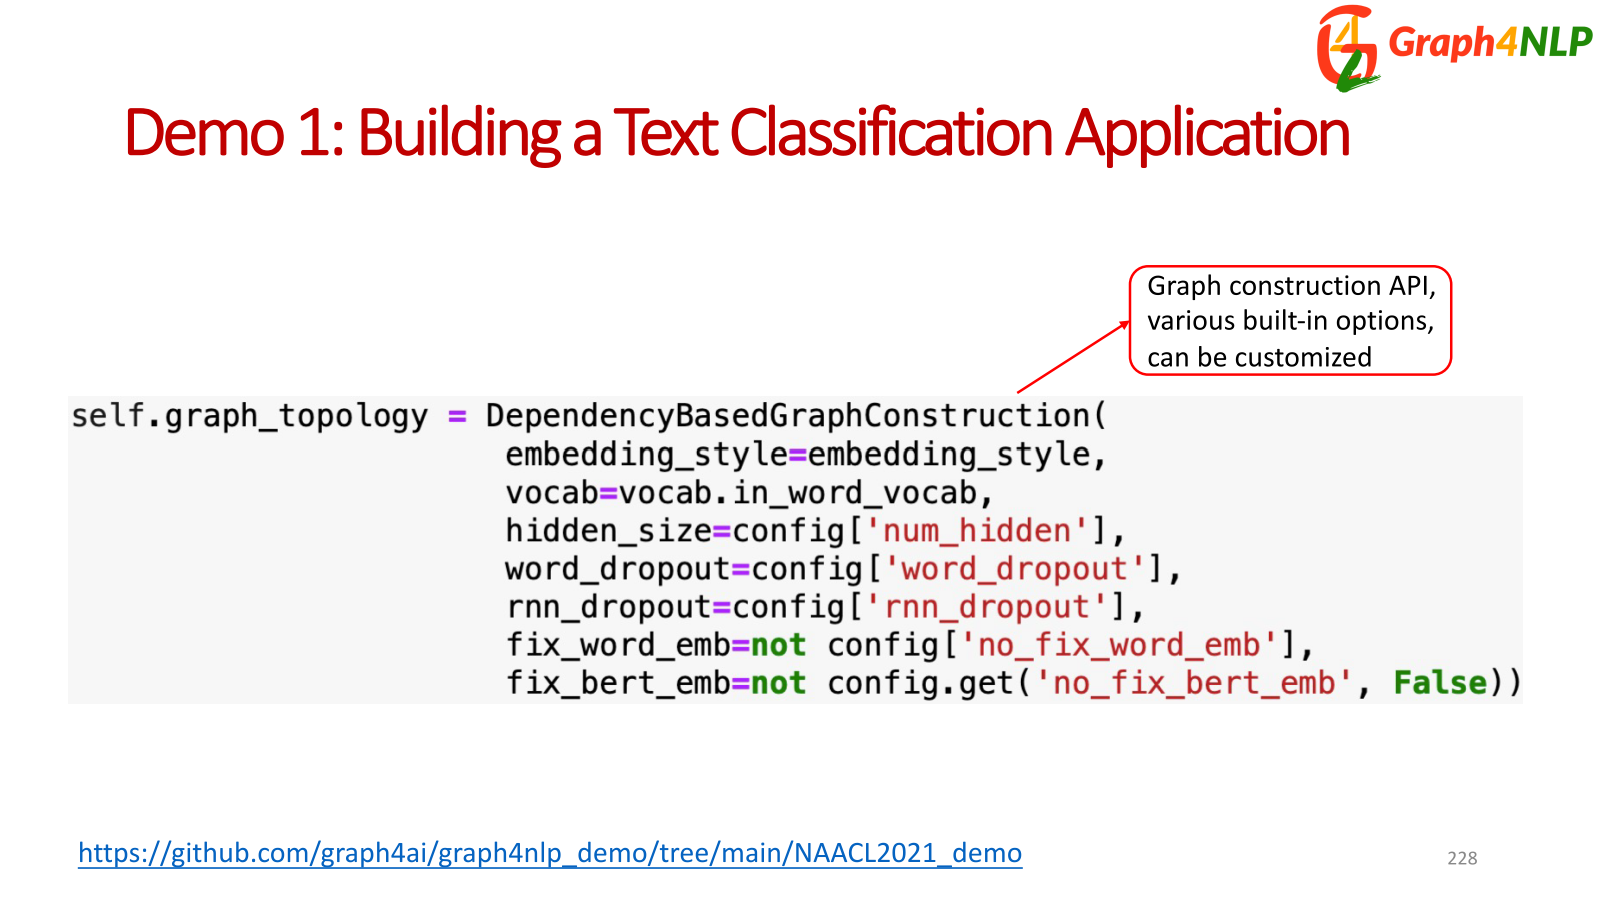 Graph4NLP
Demo 1: Building a Text Classification Application
Graph construction API,
various built-in options,
can be customized
self.graph_topology = DependencyBasedGraphConstruction(
embedding_style=embedding_style,
vocab=vocab.in_word_vocab,
hidden_size=config['num_hidden'],
word_dropout=config['word_dropout'],
rnn_dropout=config['rnn_dropout'],
fix_word_emb=not config['no_fix_word_emb'],
fix_bert_emb=not config.get('no_fix_bert_emb', False))
https://github.com/graph4ai/graph4nlp_demo/tree/main/NAACL2021_demo
228